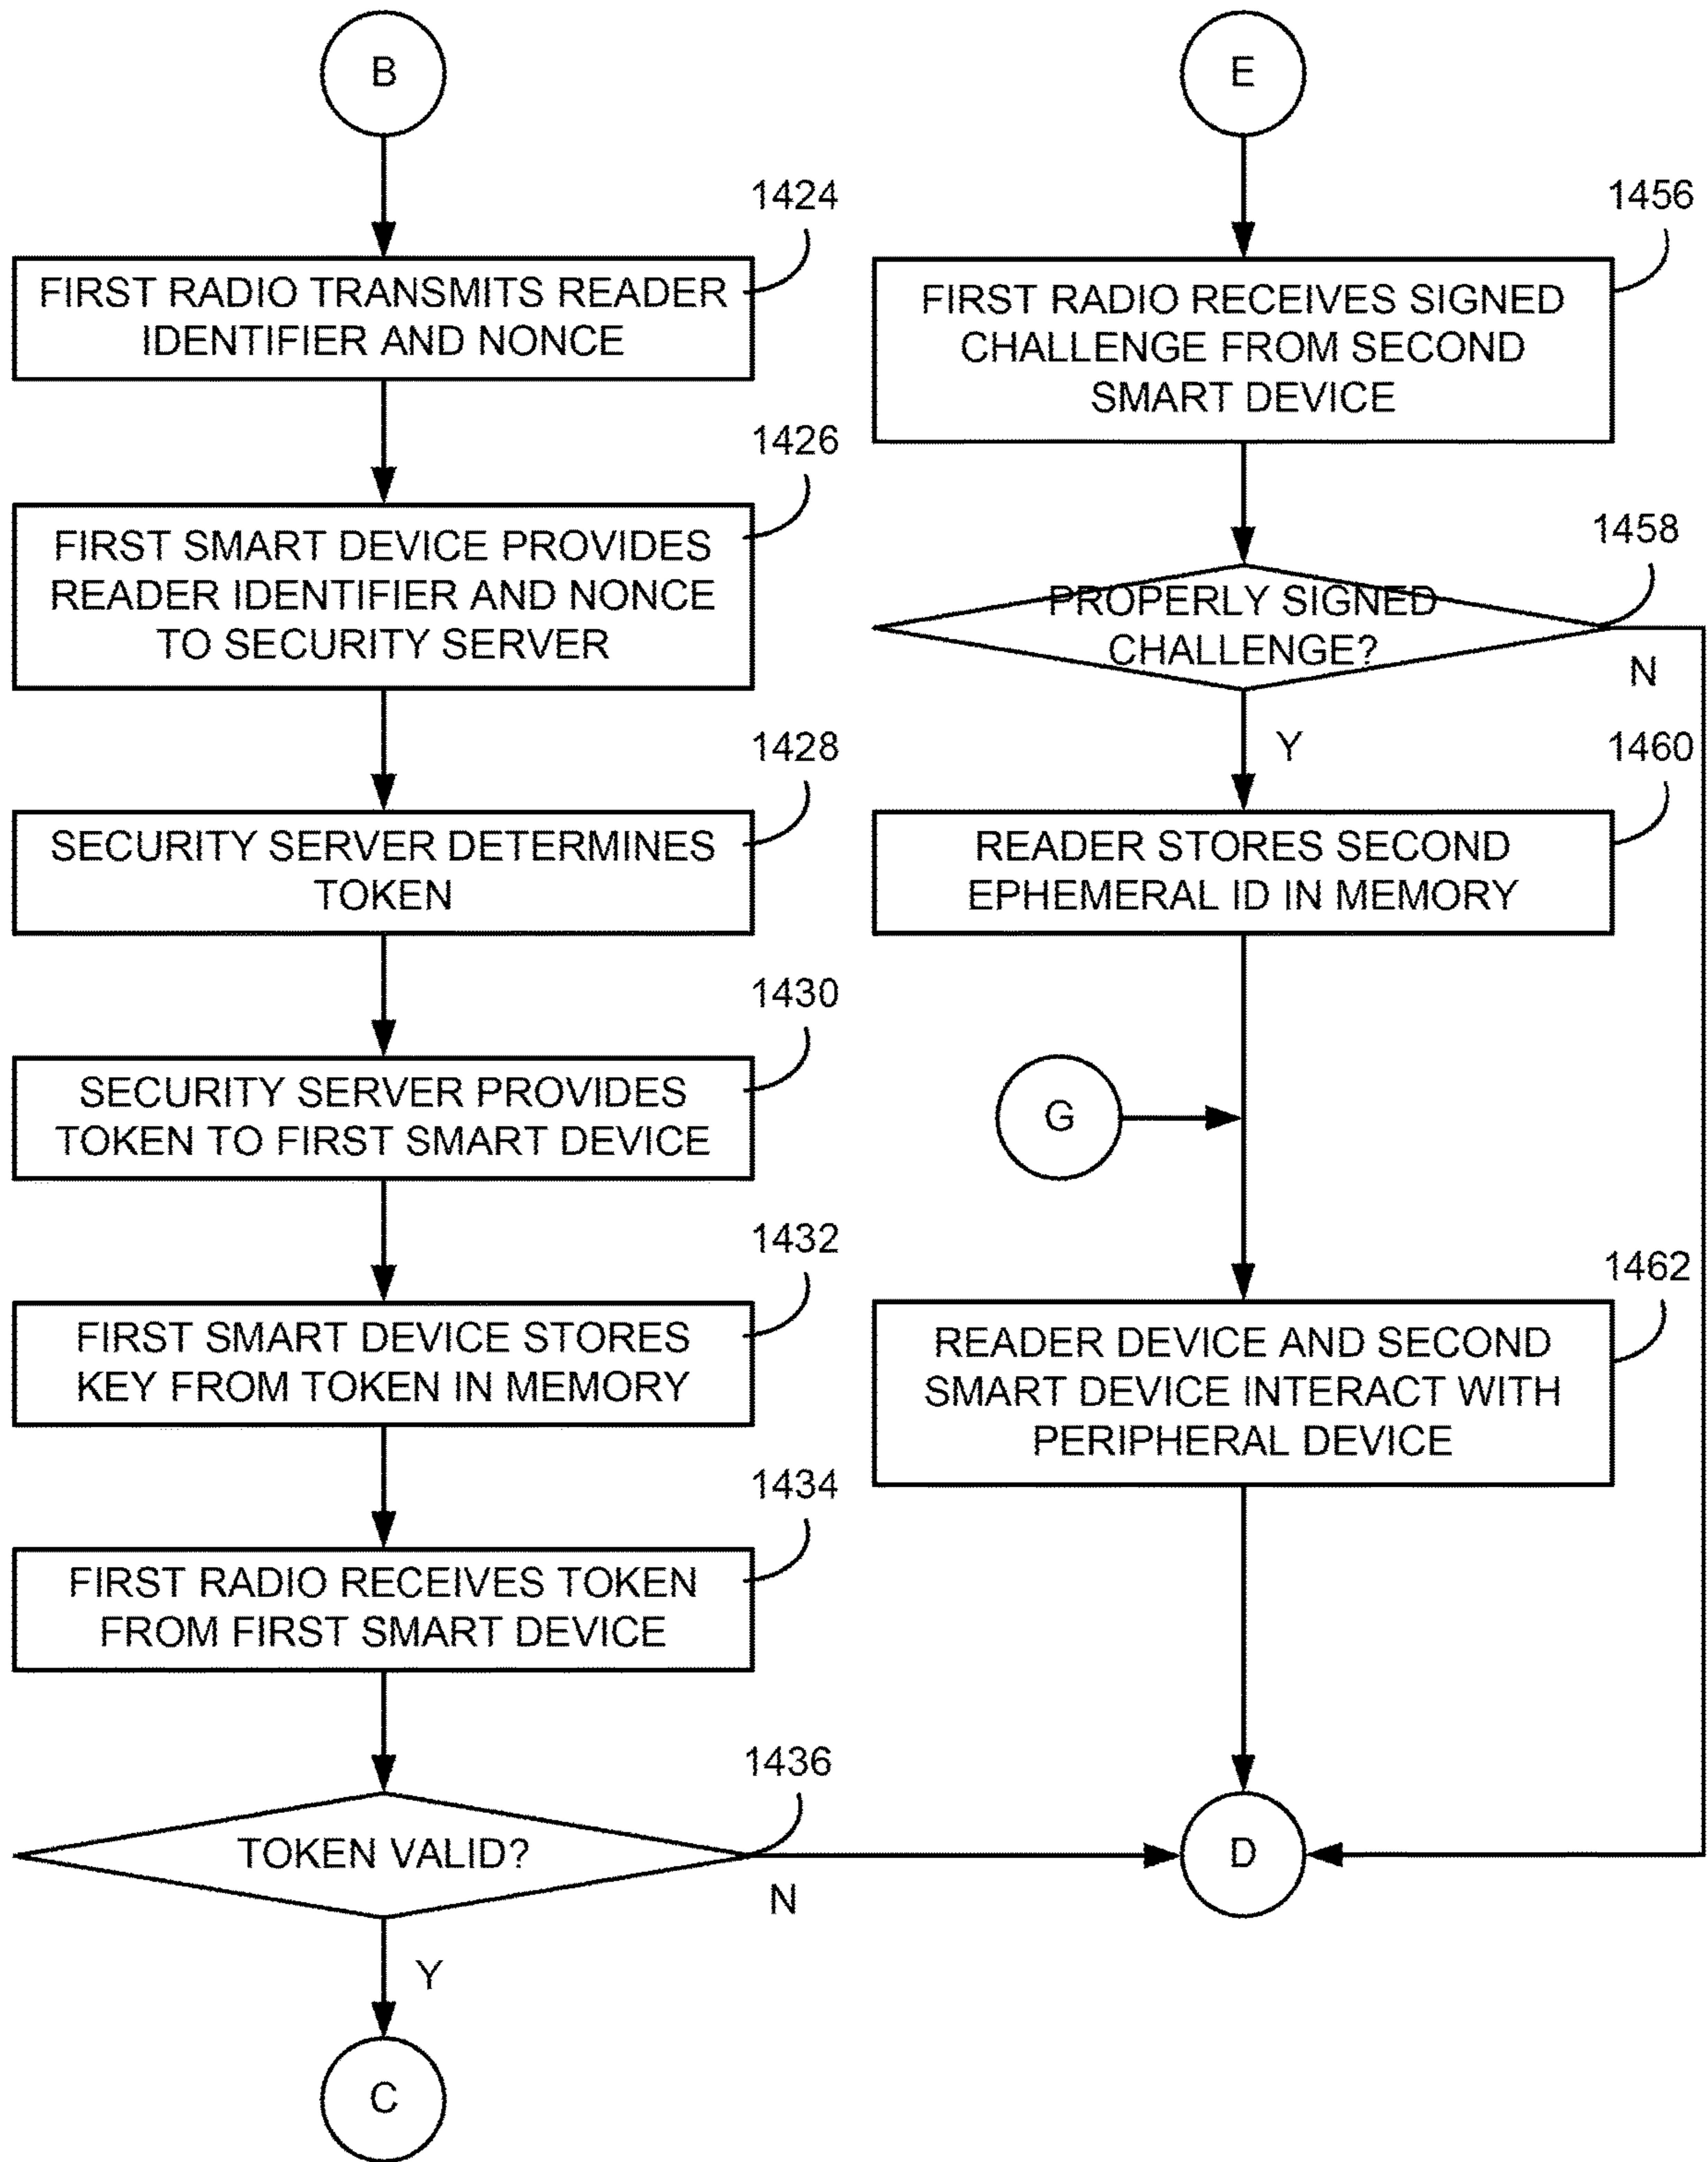 B
1424
FIRST RADIO TRANSMITS READER
IDENTIFIER AND NONCE
1426
FIRST SMART DEVICE PROVIDES
READER IDENTIFIER AND NONCE
TO SECURITY SERVER
1428
SECURITY SERVER DETERMINES
TOKEN
1430
SECURITY SERVER PROVIDES
TOKEN TO FIRST SMART DEVICE
1432
FIRST SMART DEVICE STORES
KEY FROM TOKEN IN MEMORY
1434
FIRST RADIO RECEIVES TOKEN
FROM FIRST SMART DEVICE
1436
TOKEN VALID?
N
Y
C
E
1456
FIRST RADIO RECEIVES SIGNED
CHALLENGE FROM SECOND
SMART DEVICE
1458
PROPERLY SIGNED
CHALLENGE?
N
Y
1460
READER STORES SECOND
EPHEMERAL ID IN MEMORY
G
1462
READER DEVICE AND SECOND
SMART DEVICE INTERACT WITH
PERIPHERAL DEVICE
D